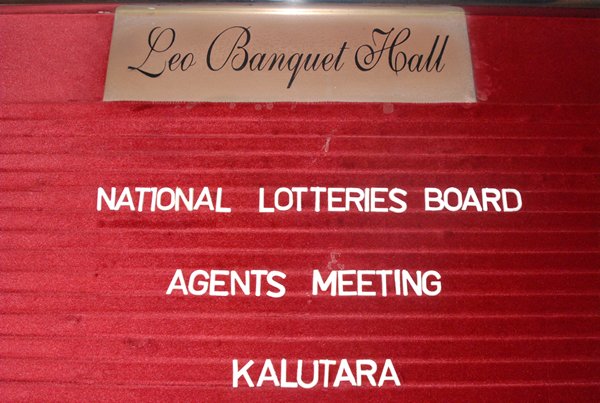 Leo Banquet Hall
NATIONAL LOTTERIES BOARD
AGENTS MEETING
KALUTARA